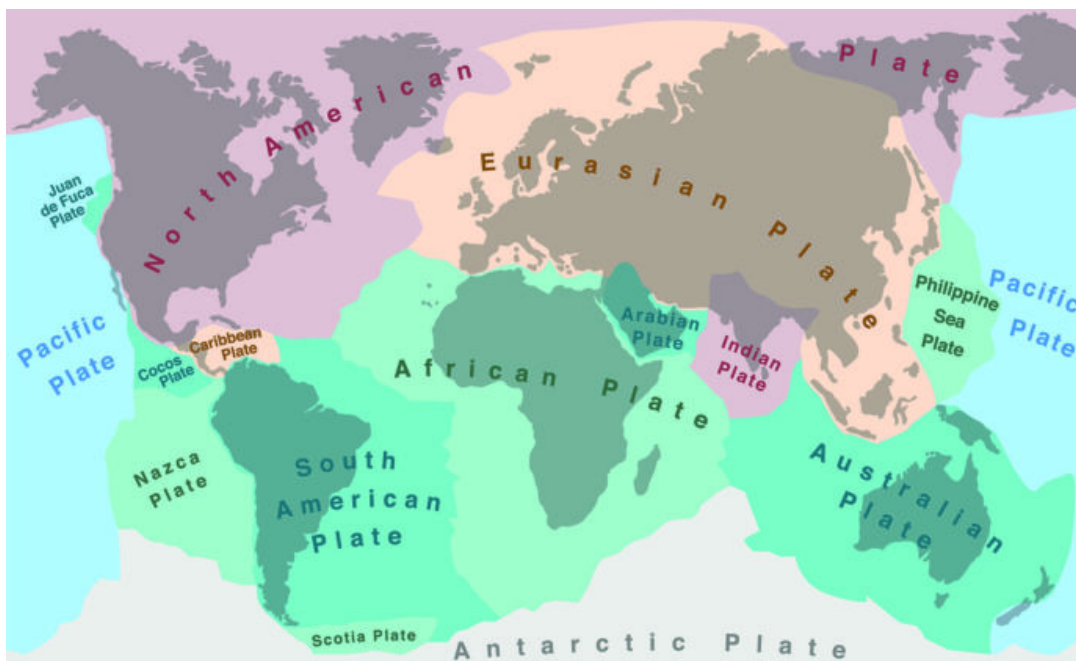 North American Plate
Eurasian Plate
Juan
de Fuca
Plate
Pacific
Plate
Caribbean
Plate
Cocos
Plate
Arabian
Plate
Indian
Plate
Philippine
Sea
Plate
Pacific
Plate
African Plate
Nazca
Plate
South
American
Plate
Australian
Plate
Scotia Plate
Antarctic Plate